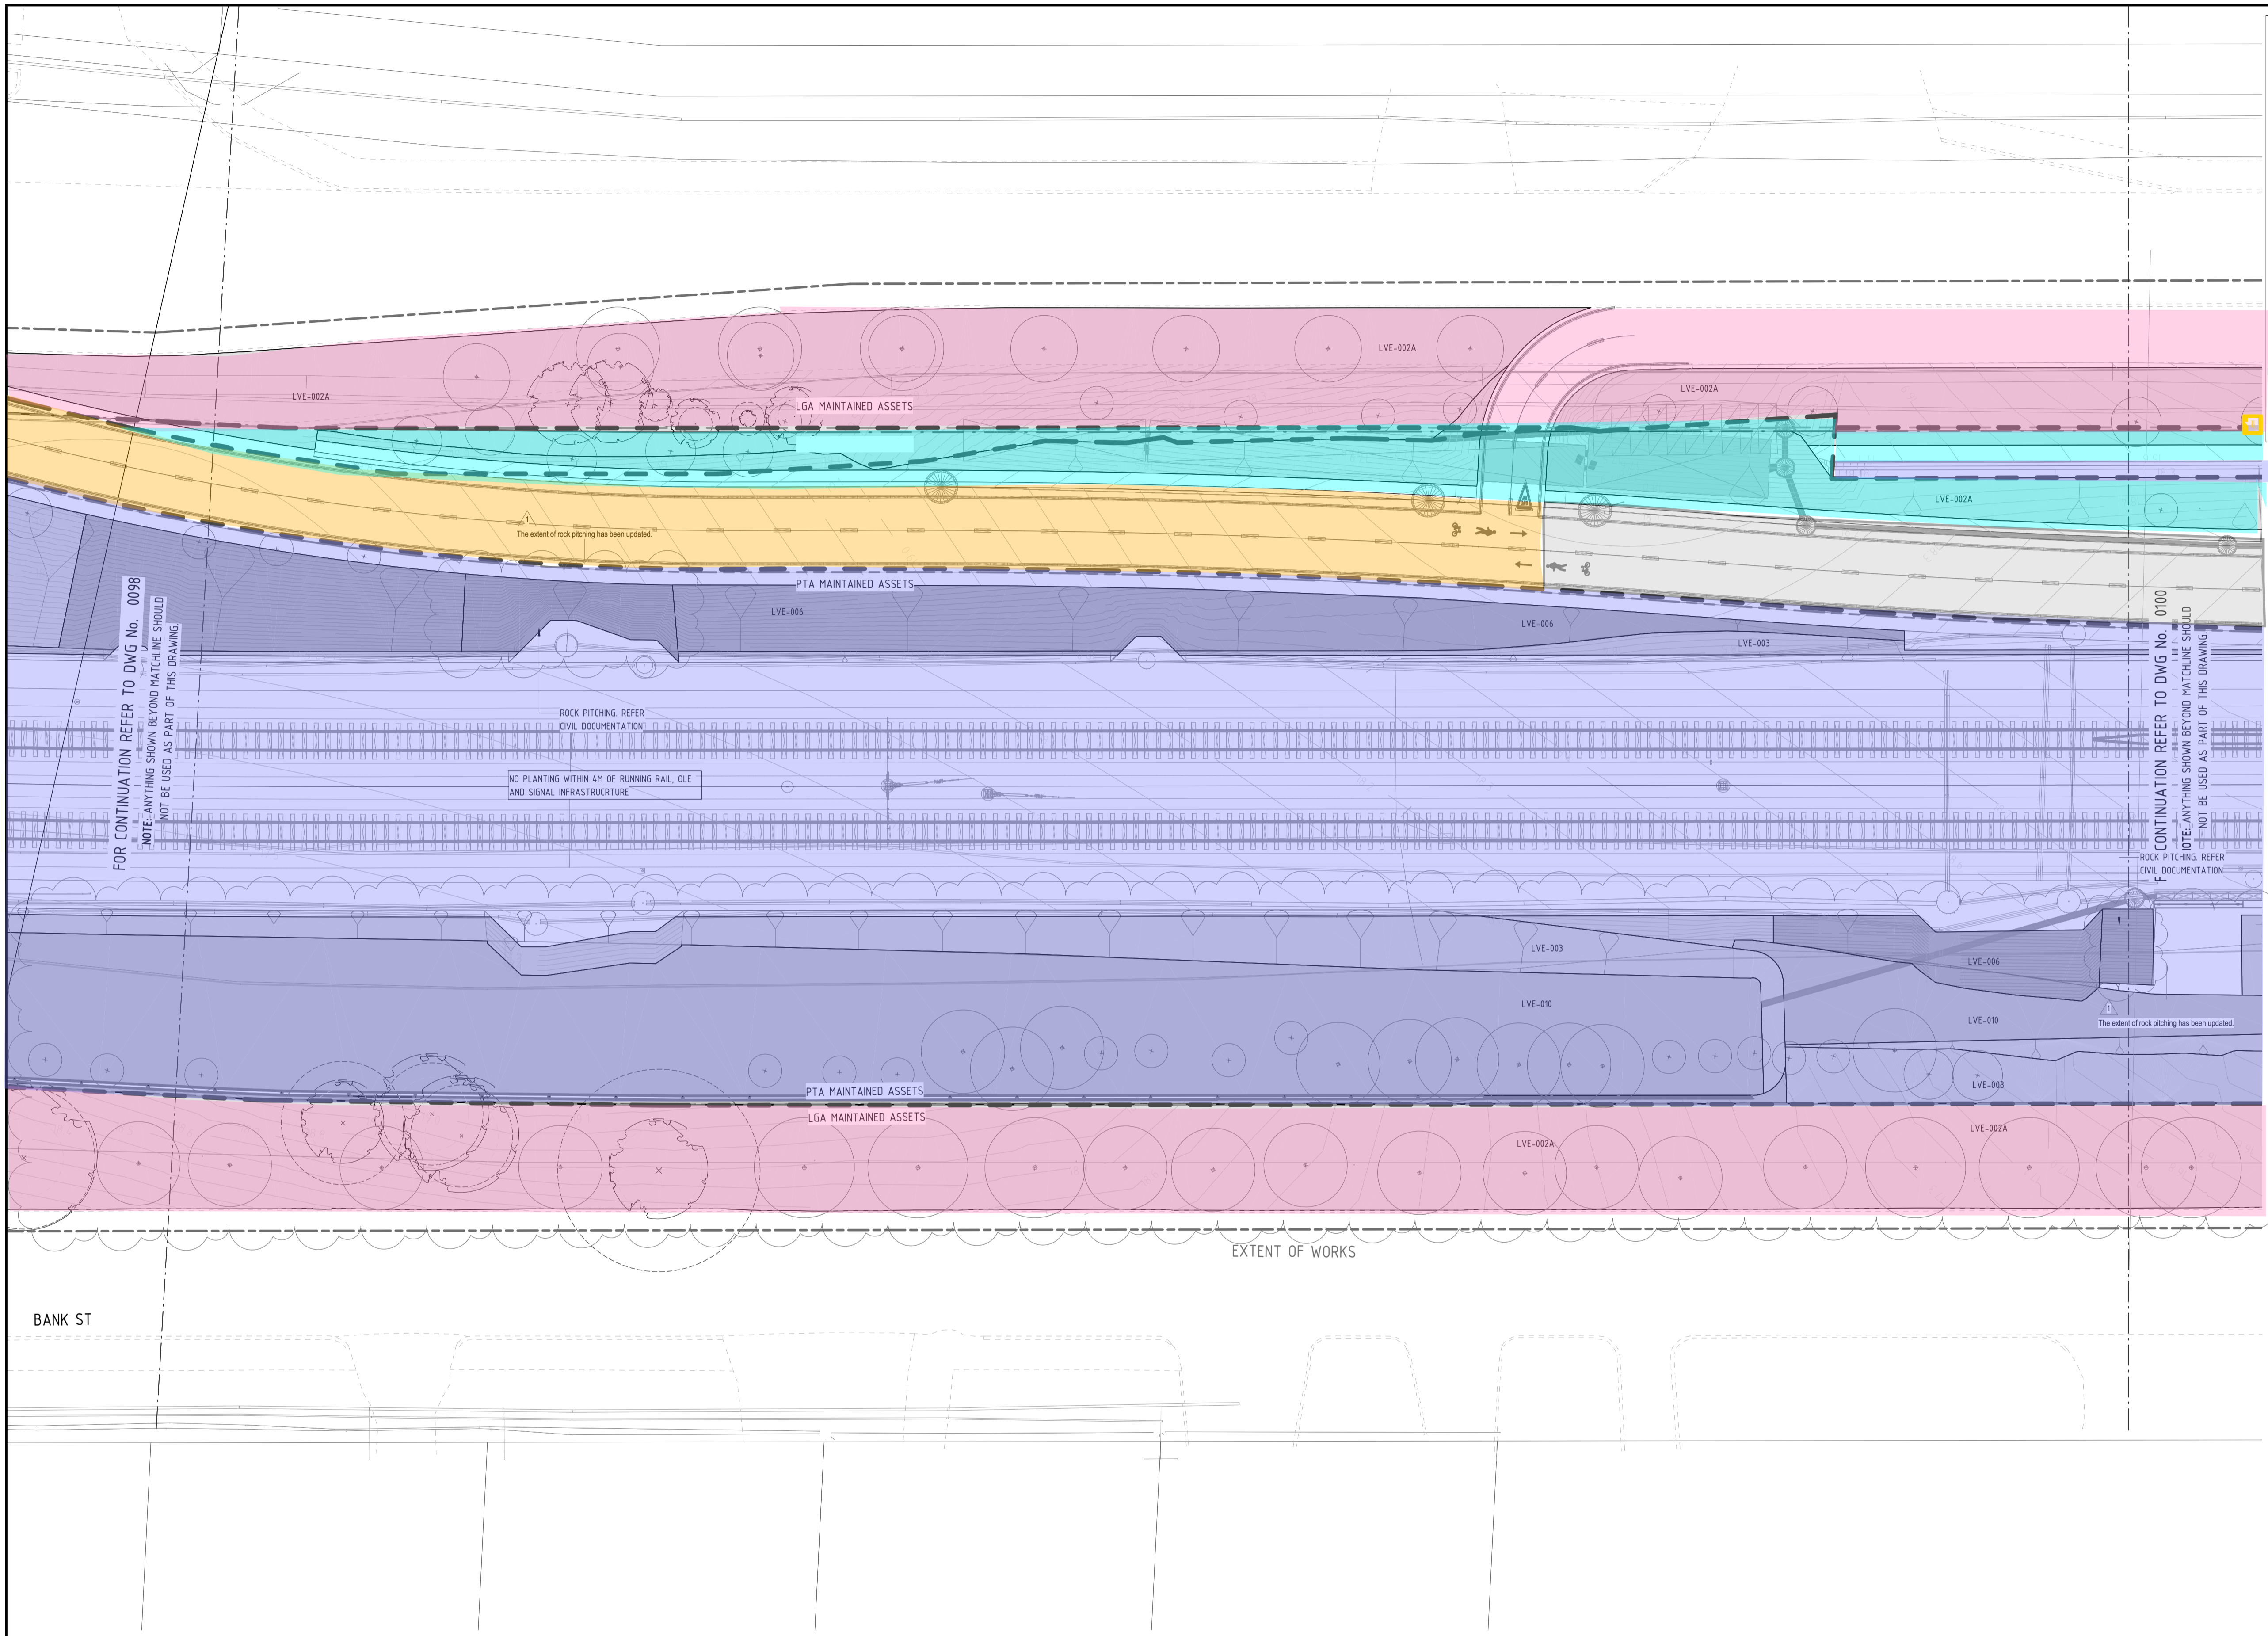 LVE-002A
LVE-002A
LVE-002A
LGA MAINTAINED ASSETS
LVE-002A
The extent of rock pitching has been updated.
1
PTA MAINTAINED ASSETS
LVE-006
LVE-006
LVE-003
FOR CONTINUATION REFER TO DWG No. 0098
NOTE: ANYTHING SHOWN BEYOND MATCHLINE SHOULD
NOT BE USED AS PART OF THIS DRAWING.
ROCK PITCHING. REFER
CIVIL DOCUMENTATION
NO PLANTING WITHIN 4M OF RUNNING RAIL, OLE
AND SIGNAL INFRASTRUCRTURE
F CONTINUATION REFER TO DWG No. 0100
NOTE: ANYTHING SHOWN BEYOND MATCHLINE SHOULD
NOT BE USED AS PART OF THIS DRAWING.
ROCK PITCHING. REFER
CIVIL DOCUMENTATION
LVE-003
LVE-006
LVE-010
LVE-010
1
The extent of rock pitching has been updated.
LVE-003
PTA MAINTAINED ASSETS
LGA MAINTAINED ASSETS
LVE-002A
LVE-002A
EXTENT OF WORKS
BANK ST